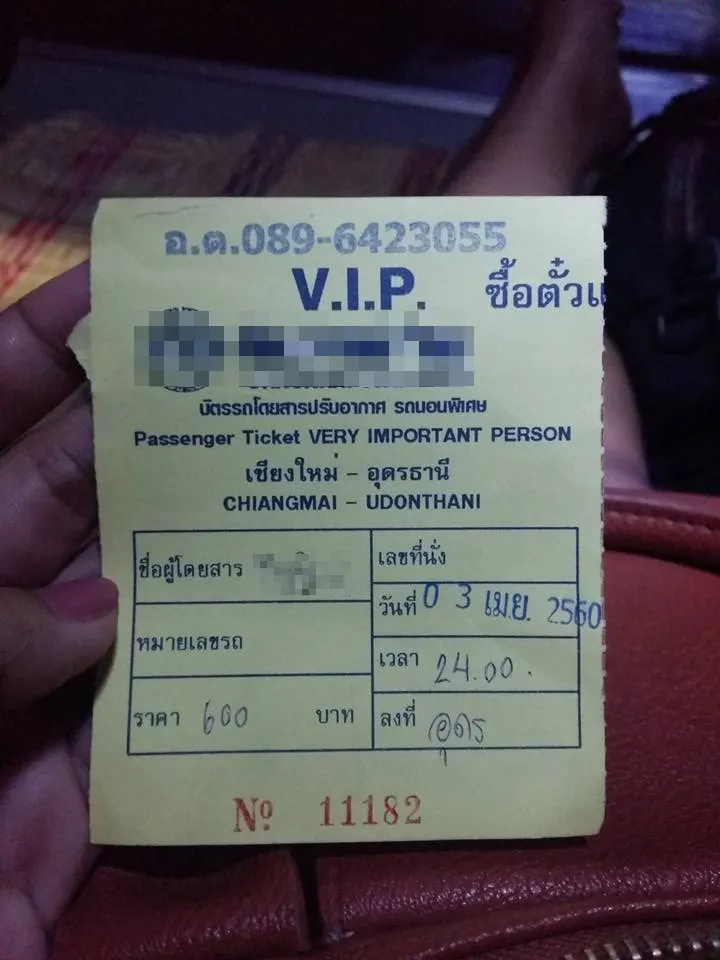 อ.ด.089-6423055
V.I.P. ซื้อตั๋ว
บัตรรถโดยสารปรับอากาศ รถนอนพิเศษ
Passenger Ticket VERY IMPORTANT PERSON
เชียงใหม่ – อุดรธานี
CHIANGMAI – UDONTHANI
ชื่อผู้โดยสาร
เลขที่นั่ง
วันที่ 0 3 เม.ย. 2560
หมายเลขรถ
เวลา 24.00.
ราคา 600 บาท
ลงที่ อุดร
Nº 11182